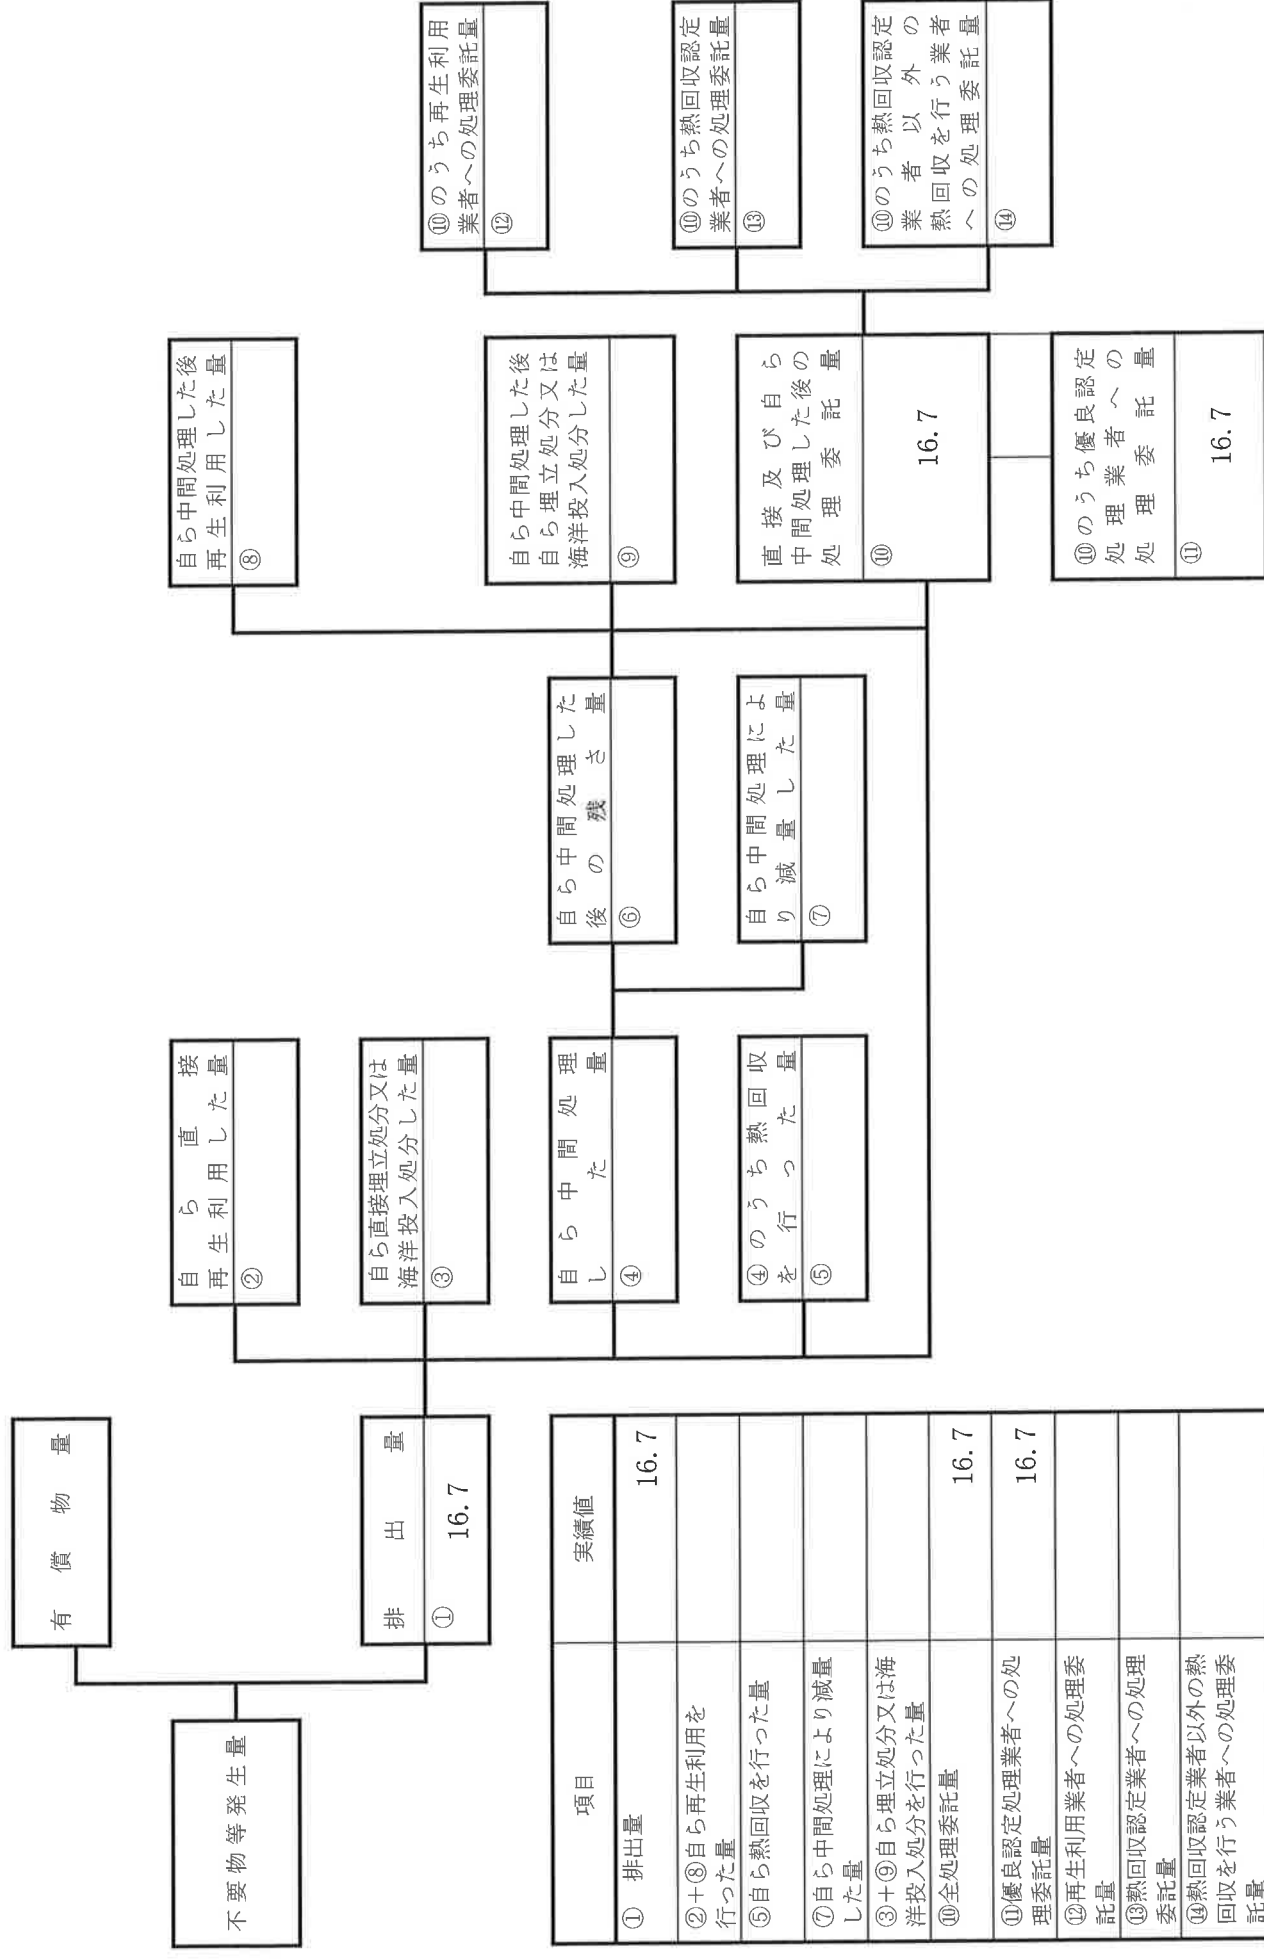 有償物量
不要物等発生量
排出量
①
16.7
自ら直接
再生利用した量
②
自ら直接埋立処分又は
海洋投入処分した量
③
自ら中間処理
した量
④
④のうち熱回収
を行った量
⑤
自ら中間処理した
後の残さ量
⑥
自ら中間処理によ
り減量した量
⑦
自ら中間処理した後
再生利用した量
⑧
自ら中間処理した後
自ら埋立処分又は
海洋投入処分した量
⑨
直接及び自ら
中間処理した後の
処理委託量
⑩
16.7
⑩のうち優良認定
処理業者への
処理委託量
⑪
16.7
⑩のうち再生利用
業者への処理委託量
⑫
⑩のうち熱回収認定
業者への処理委託量
⑬
⑩のうち熱回収認定
業者以外の
熱回収を行う業者
への処理委託量
⑭
項目 実績値
① 排出量 16.7
②+⑧自ら再生利用を
行った量
⑤自ら熱回収を行った量
⑦自ら中間処理により減量
した量
③+⑨自ら埋立処分又は海
洋投入処分を行った量
⑩全処理委託量 16.7
⑪優良認定処理業者への処
理委託量 16.7
⑫再生利用業者への処理委
託量
⑬熱回収認定業者への処理
委託量
⑭熱回収認定業者以外の熱
回収を行う業者への処理委
託量